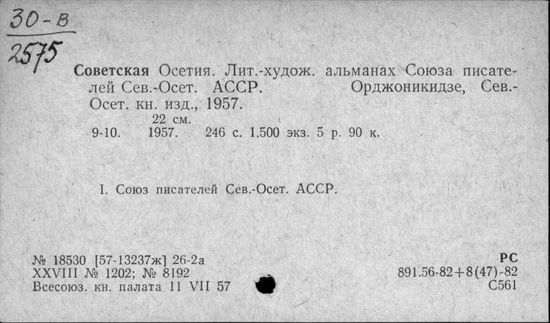 30-в
2575
Советская Осетия. Лит.-худож. альманах Союза писате-
лей Сев.-Осет. АССР. Орджоникидзе, Сев.-
Осет. кн. изд., 1957.
22 см.
9-10. 1957. 246 с. 1.500 экз. 5 р. 90 к.
I. Союз писателей Сев.-Осет. АССР.
№ 18530 [57-13237ж] 26-2а
XXVIII № 1202; № 8192
Всесоюз. кн. палата 11 VII 57
РС
891.56-82+8(47)-82
С561